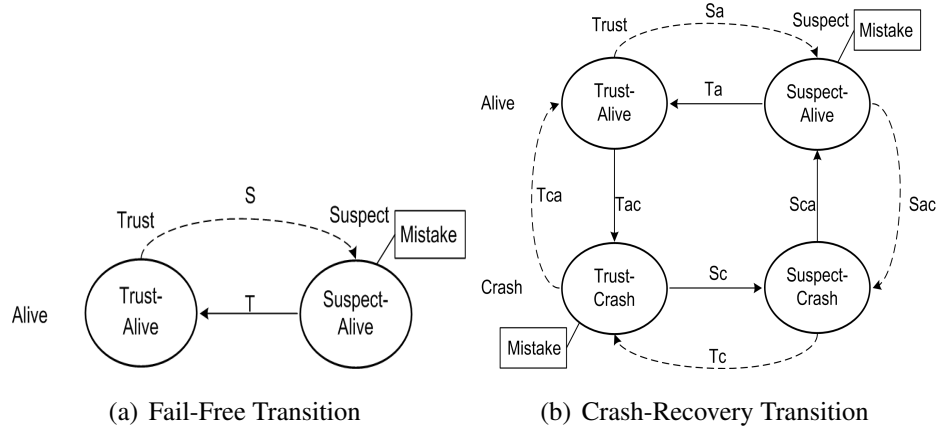 S
Trust
Suspect
Mistake
Trust-
Alive
T
Suspect-
Alive
Alive
(a) Fail-Free Transition
Sa
Trust
Suspect
Mistake
Alive
Trust-
Alive
Ta
Suspect-
Alive
Tca
Tac
Sca
Sac
Crash
Trust-
Crash
Sc
Suspect-
Crash
Mistake
Tc
(b) Crash-Recovery Transition